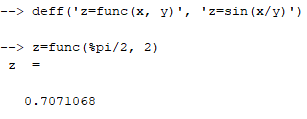 --> deff('z=func(x, y)', 'z=sin(x/y)')
--> z=func(%pi/2, 2)
z =
0.7071068